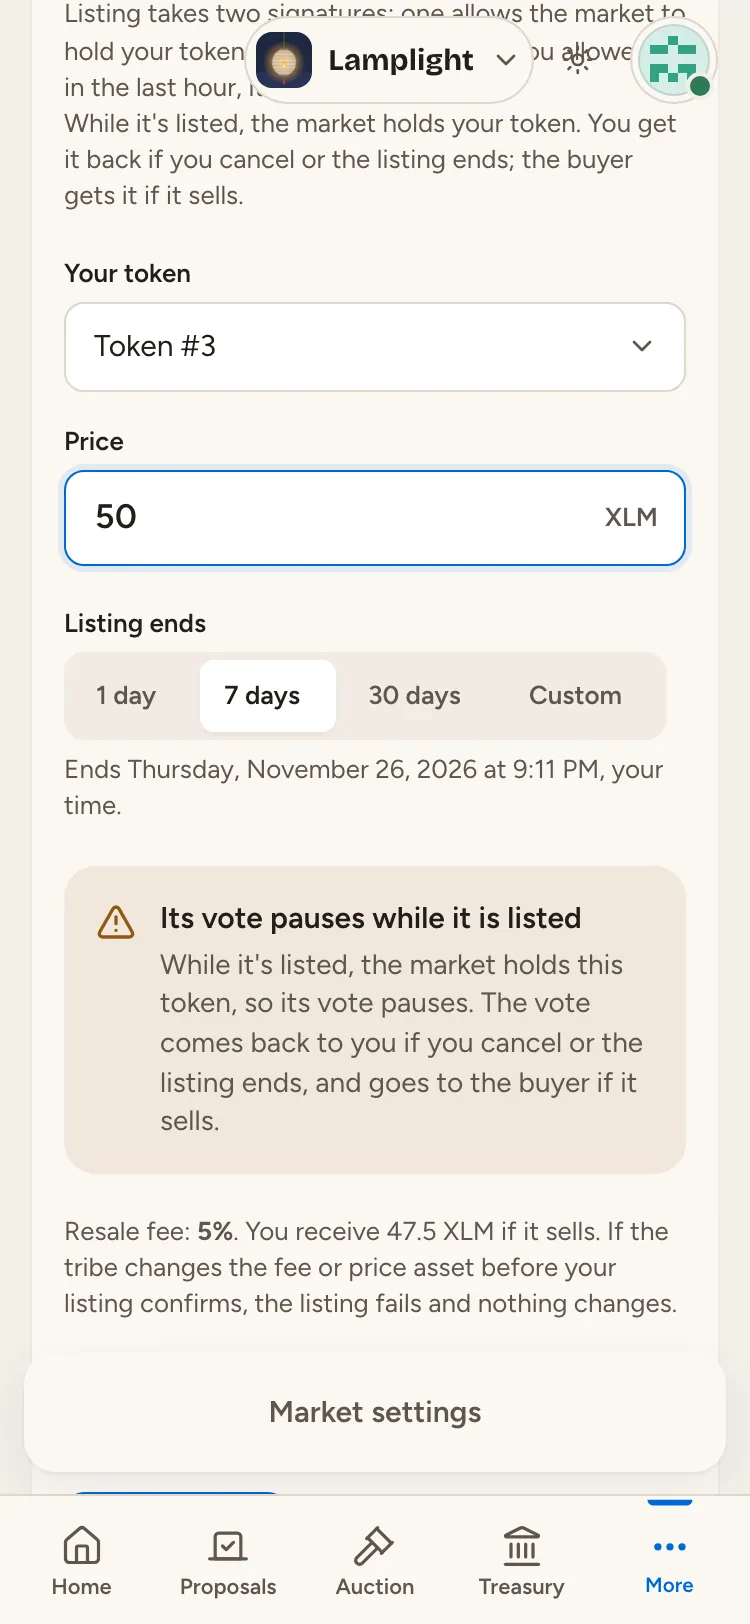 Listing takes two signatures: one allows the market to
hold your token
in the last hour,
Lamplight
While it's listed, the market holds your token. You get
it back if you cancel or the listing ends; the buyer
gets it if it sells.
Your token
Token #3
Price
50 XLM
Listing ends
1 day 7 days 30 days Custom
Ends Thursday, November 26, 2026 at 9:11 PM, your
time.
Its vote pauses while it is listed
While it's listed, the market holds this
token, so its vote pauses. The vote
comes back to you if you cancel or the
listing ends, and goes to the buyer if it
sells.
Resale fee: 5%. You receive 47.5 XLM if it sells. If the
tribe changes the fee or price asset before your
listing confirms, the listing fails and nothing changes.
Market settings
Home Proposals Auction Treasury More